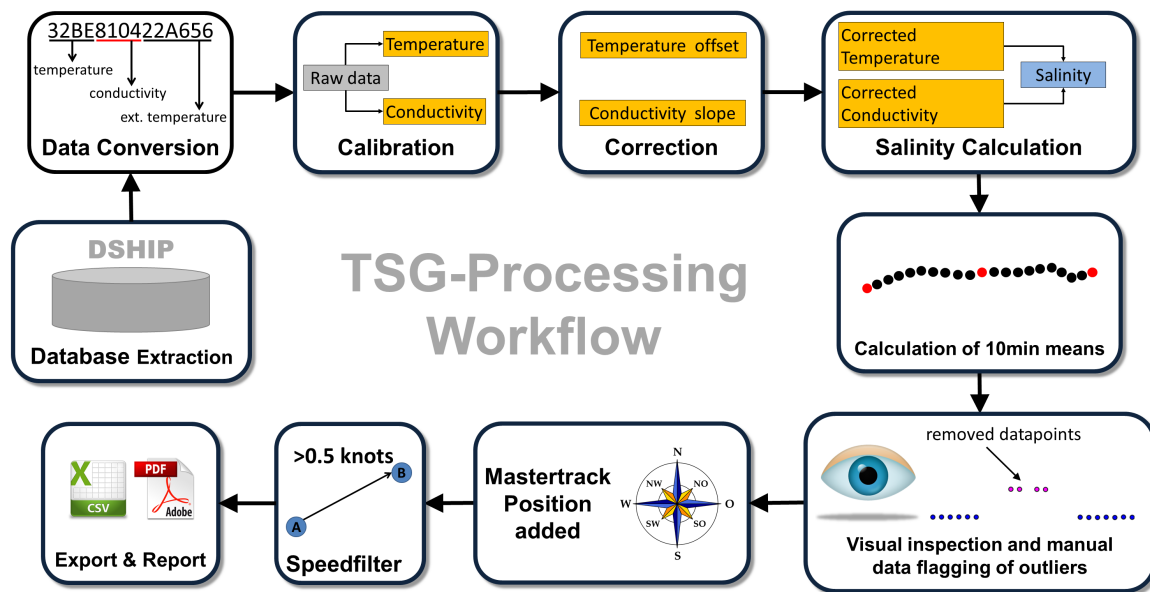 32BE810422A656
temperature
conductivity
ext. temperature
Data Conversion
Raw data
Temperature
Conductivity
Calibration
Temperature offset
Conductivity slope
Correction
Corrected
Temperature
Corrected
Conductivity
Salinity
Salinity Calculation
DSHIP
Database Extraction
TSG-Processing
Workflow
Calculation of 10min means
X
CSV
PDF
Adobe
Export & Report
>0.5 knots
A
B
Speedfilter
Mastertrack
Position
added
N
NW
NO
W
O
SW
SO
S
removed datapoints
Visual inspection and manual
data flagging of outliers